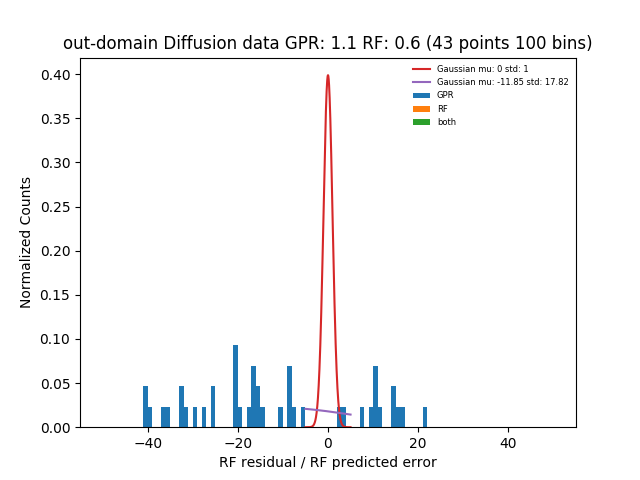 out-domain Diffusion data GPR: 1.1 RF: 0.6 (43 points 100 bins)
Gaussian mu: 0 std: 1
Gaussian mu: -11.85 std: 17.82
GPR
RF
both
Normalized Counts
0.40
0.35
0.30
0.25
0.20
0.15
0.10
0.05
0.00
−40 −20 0 20 40
RF residual / RF predicted error